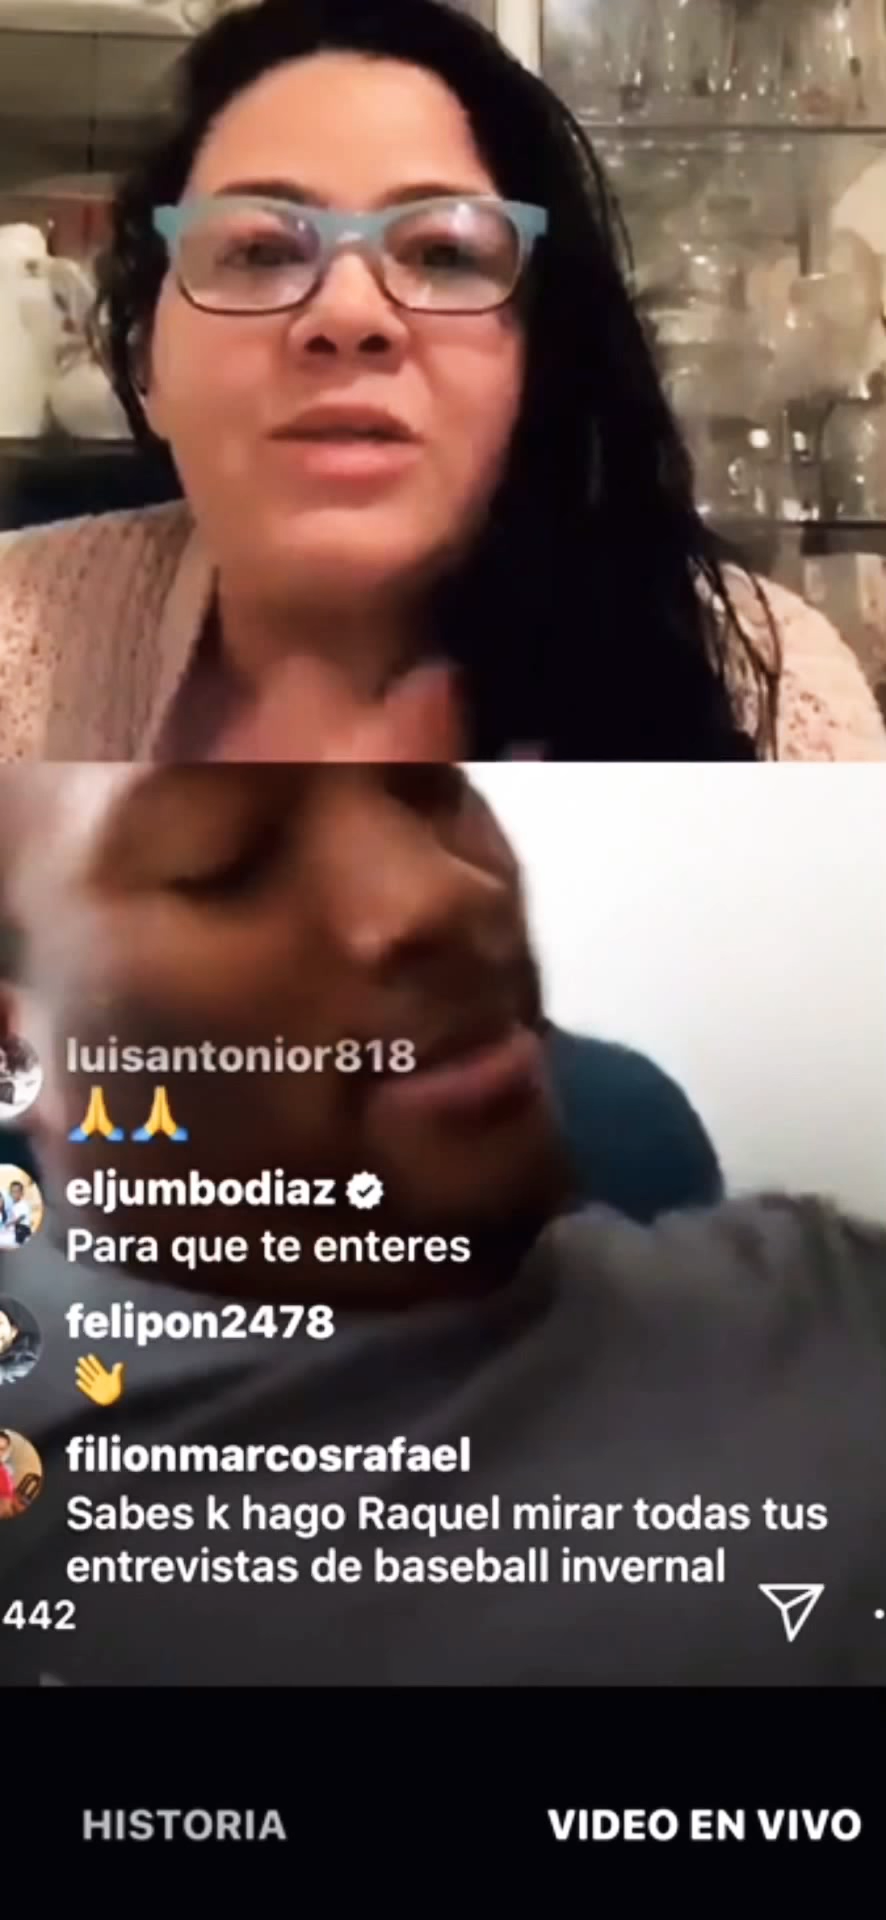 luisantonior818
🙏🙏
eljumbodiaz
Para que te enteres
felipon2478
👋
filionmarcosrafael
Sabes k hago Raquel mirar todas tus
entrevistas de baseball invernal
442
HISTORIA
VIDEO EN VIVO